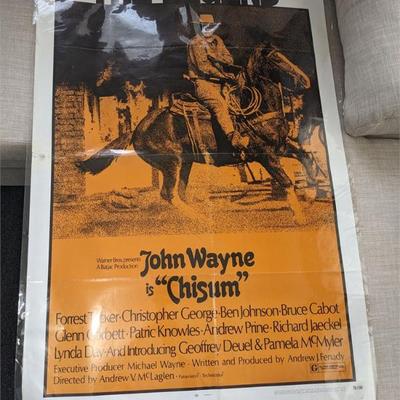 Warner Bros. presents
A Batjac Production
John Wayne
is "Chisum"
Forrest Tucker·Christopher George·Ben Johnson·Bruce Cabot
Glenn Corbett·Patric Knowles·Andrew Prine·Richard Jaeckel
Lynda Day·And Introducing Geoffrey Deuel & Pamela McMyler
Executive Producer Michael Wayne · Written and Produced by Andrew J. Fenady
Directed by Andrew V. McLaglen · Panavision® · Technicolor®
G